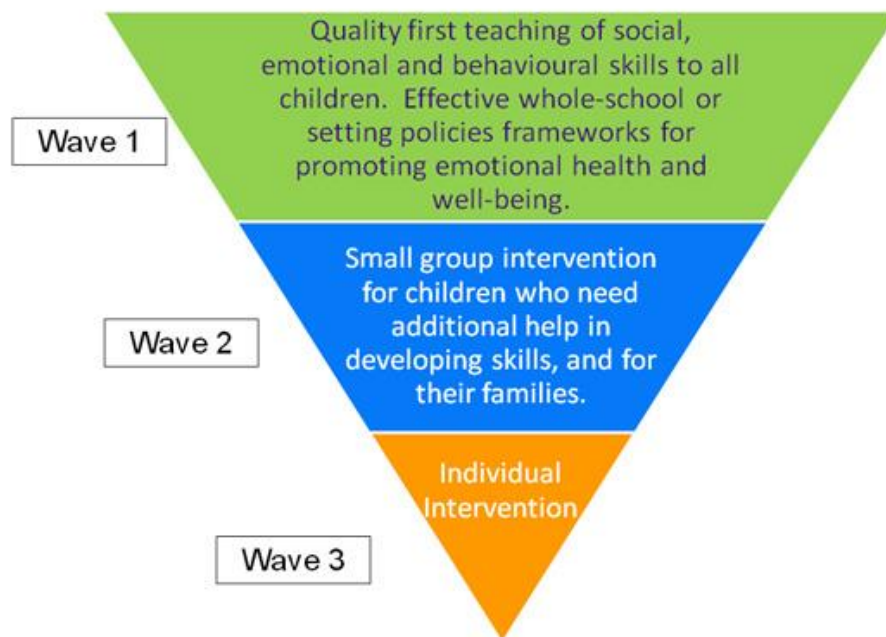 Quality first teaching of social,
emotional and behavioural skills to all
children. Effective whole-school or
setting policies frameworks for
promoting emotional health and
well-being.
Wave 1
Small group intervention
for children who need
additional help in
developing skills, and for
their families.
Wave 2
Individual
Intervention
Wave 3